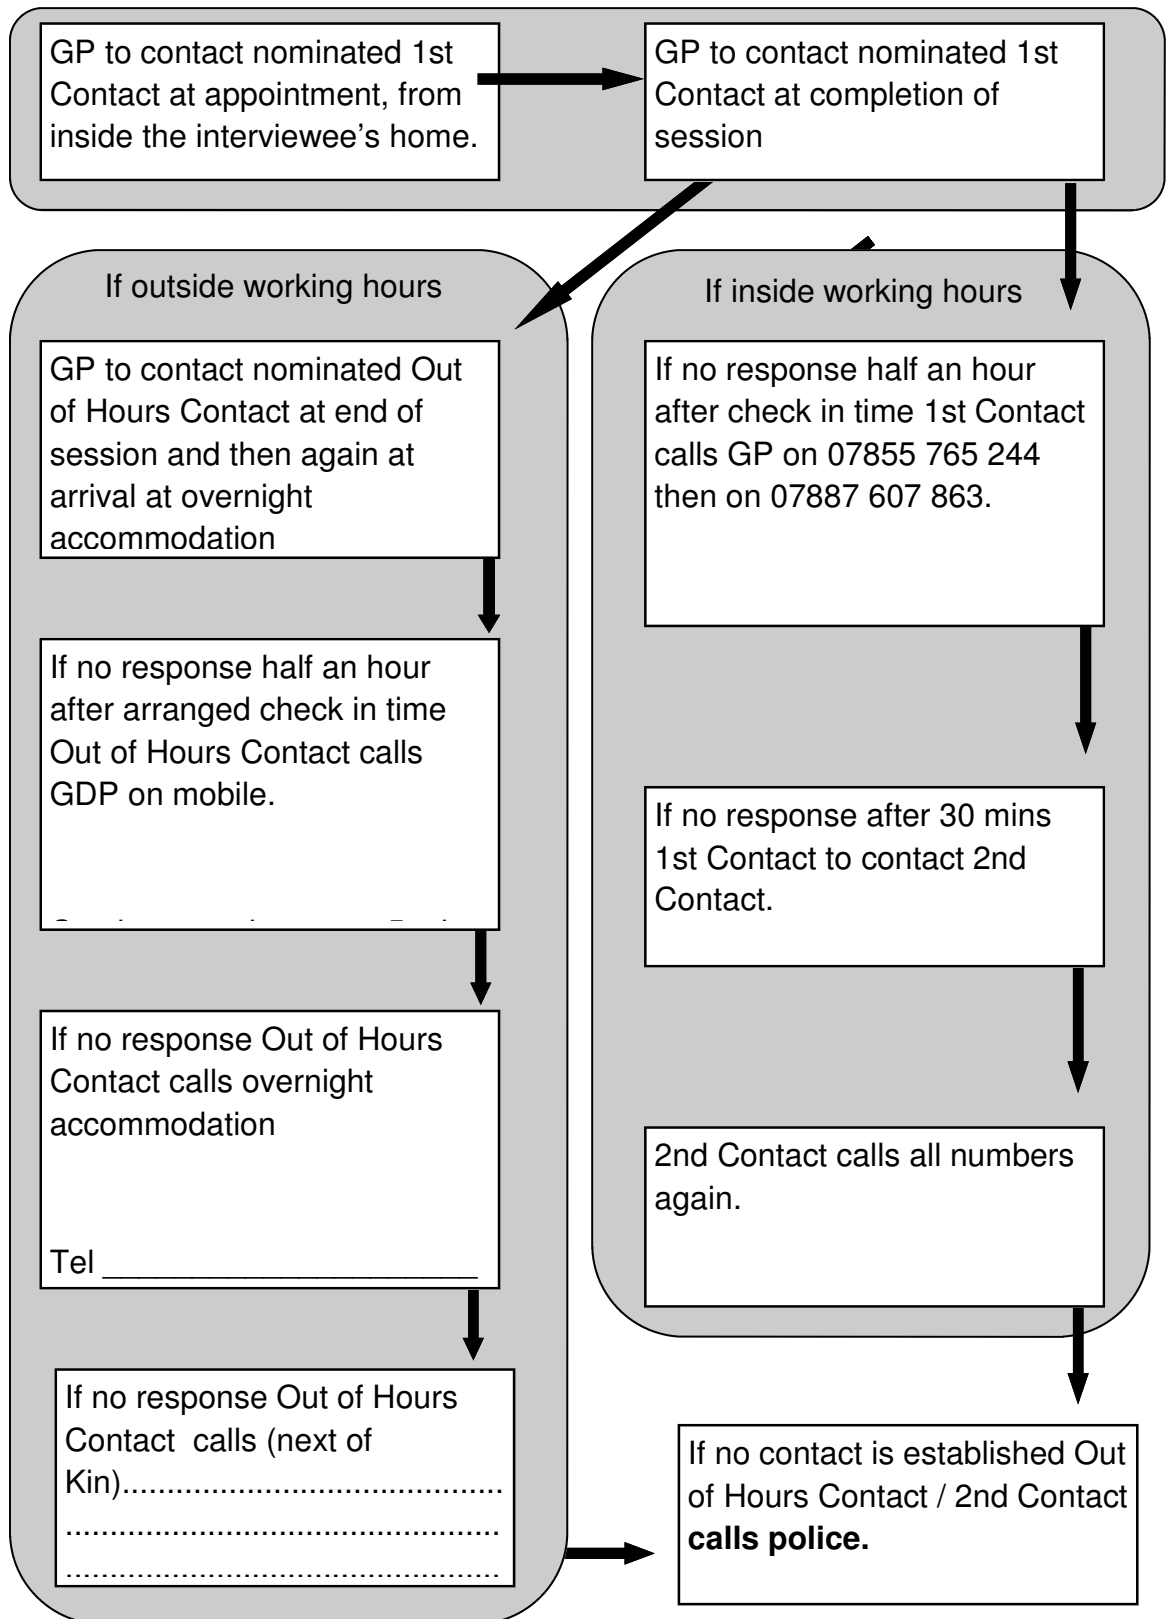 GP to contact nominated 1st
Contact at appointment, from
inside the interviewee's home.
GP to contact nominated 1st
Contact at completion of
session
If outside working hours
GP to contact nominated Out
of Hours Contact at end of
session and then again at
arrival at overnight
accommodation
If no response half an hour
after arranged check in time
Out of Hours Contact calls
GDP on mobile.
If no response Out of Hours
Contact calls overnight
accommodation
Tel ______________________
If no response Out of Hours
Contact  calls (next of
Kin)...........................................
.................................................
.................................................
If inside working hours
If no response half an hour
after check in time 1st Contact
calls GP on 07855 765 244
then on 07887 607 863.
If no response after 30 mins
1st Contact to contact 2nd
Contact.
2nd Contact calls all numbers
again.
If no contact is established Out
of Hours Contact / 2nd Contact
calls police.